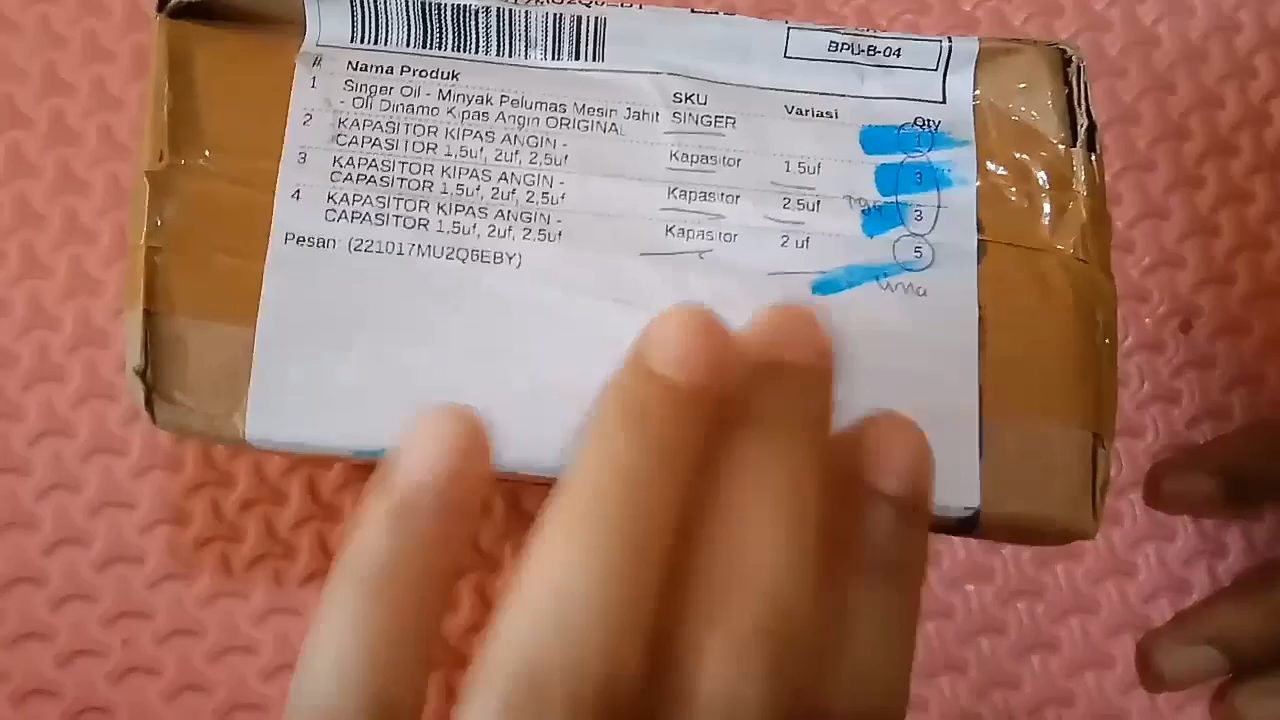 BPU-B-04
# Nama Produk SKU Variasi Qty
1 Singer Oil - Minyak Pelumas Mesin Jahit SINGER 1
- Oli Dinamo Kipas Angin ORIGINAL
2 KAPASITOR KIPAS ANGIN - Kapasitor 1.5uf 3
CAPASITOR 1,5uf, 2uf, 2,5uf
3 KAPASITOR KIPAS ANGIN - Kapasitor 2,5uf 3
CAPASITOR 1,5uf, 2uf, 2,5uf
4 KAPASITOR KIPAS ANGIN - Kapasitor 2 uf 5
CAPASITOR 1,5uf, 2uf, 2,5uf
Pesan: (221017MU2Q6EBY)